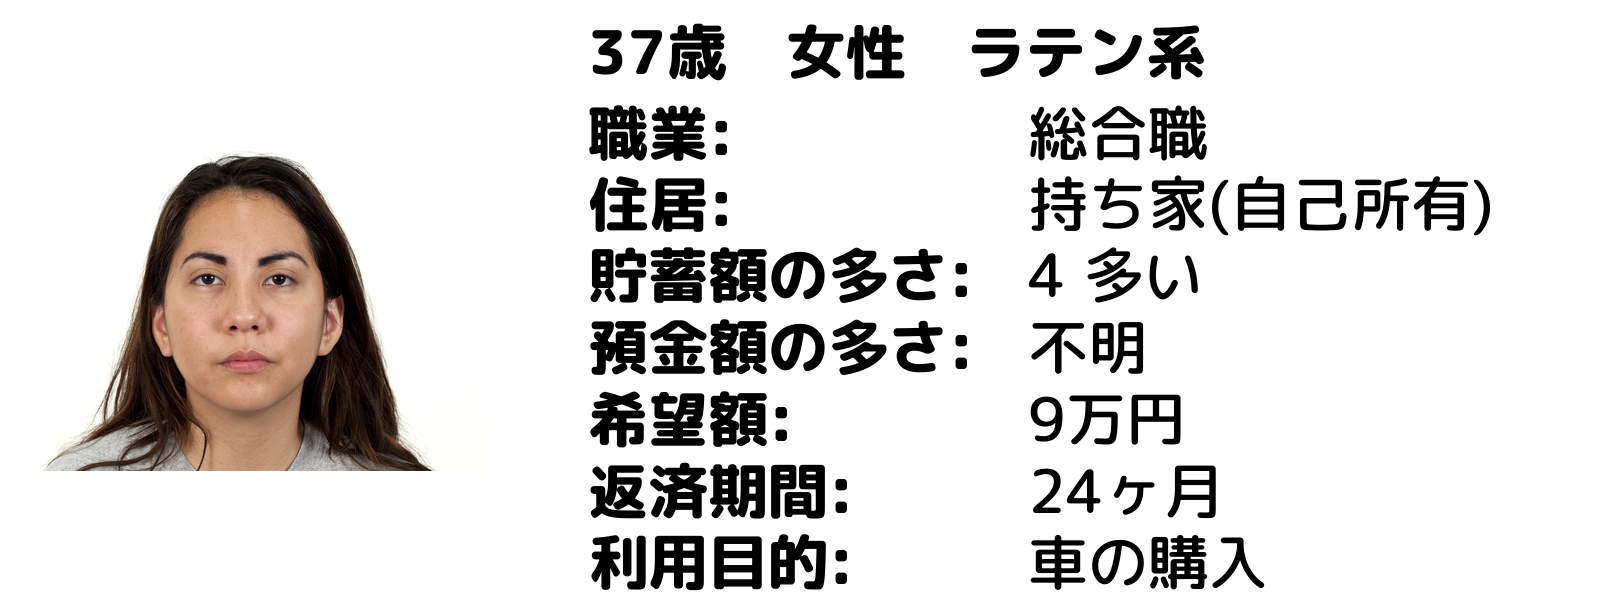 37歳　女性　ラテン系
職業: 総合職
住居: 持ち家(自己所有)
貯蓄額の多さ: 4 多い
預金額の多さ: 不明
希望額: 9万円
返済期間: 24ヶ月
利用目的: 車の購入